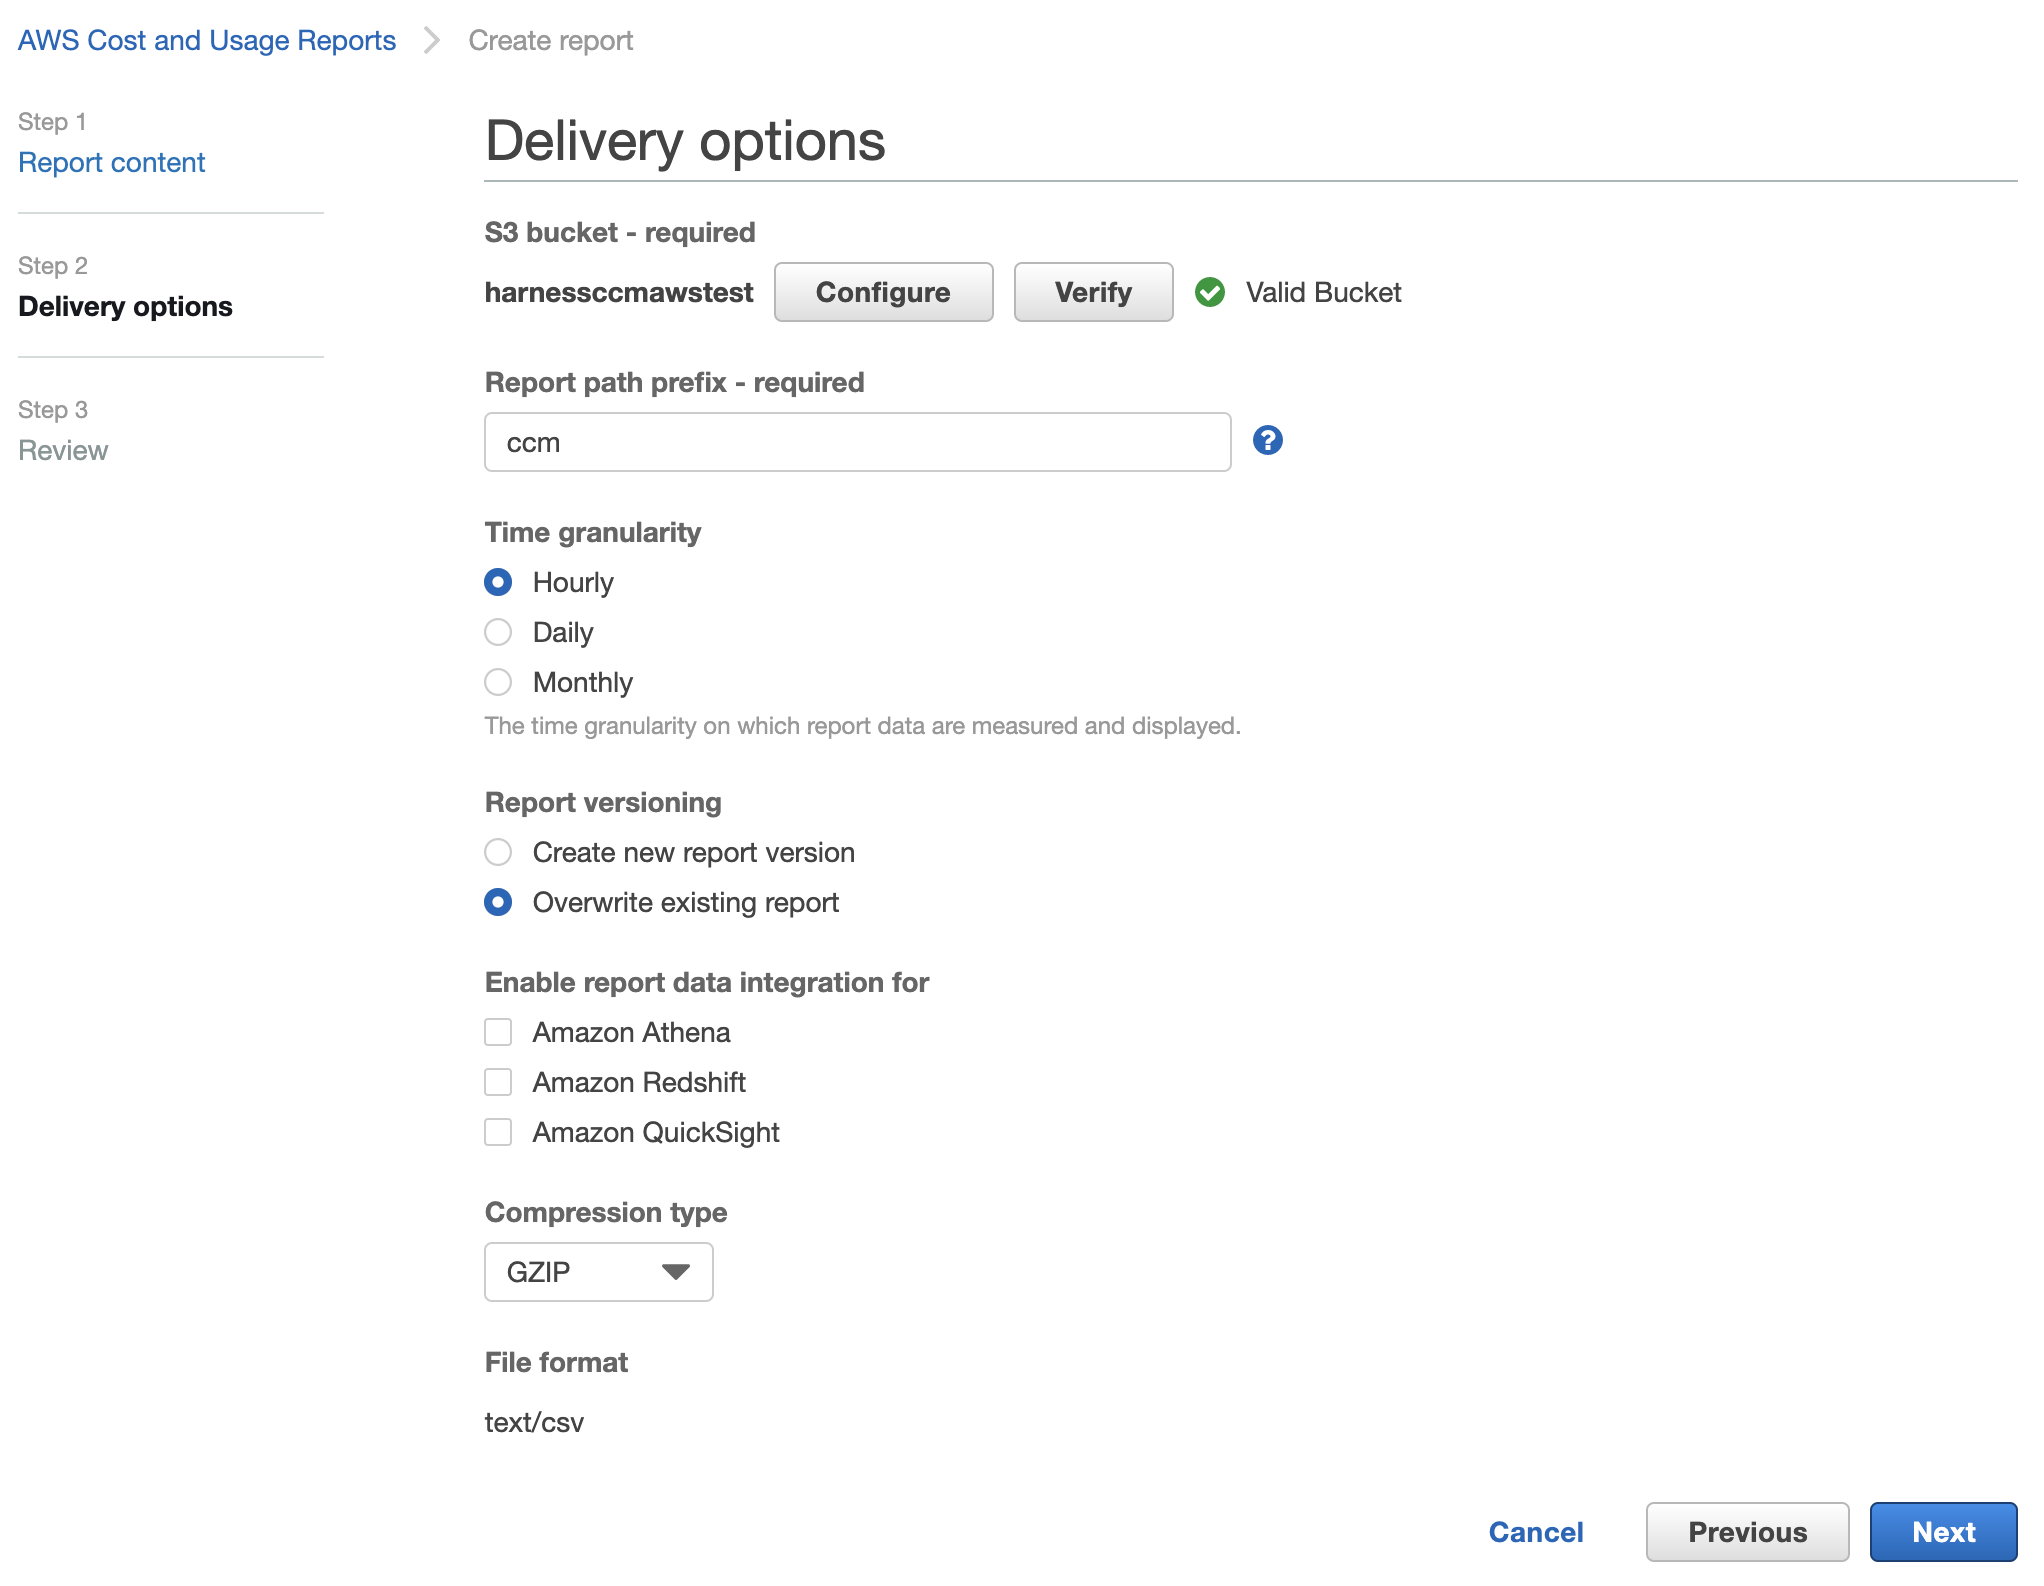 AWS Cost and Usage Reports
Create report
Step 1
Report content
Step 2
Delivery options
Step 3
Review
Delivery options
S3 bucket - required
harnessccmawstest Configure Verify Valid Bucket
Report path prefix - required
ccm
Time granularity
Hourly
Daily
Monthly
The time granularity on which report data are measured and displayed.
Report versioning
Create new report version
Overwrite existing report
Enable report data integration for
Amazon Athena
Amazon Redshift
Amazon QuickSight
Compression type
GZIP
File format
text/csv
Cancel Previous Next